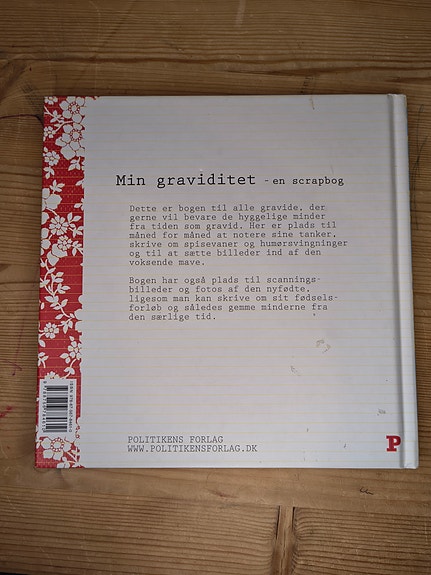 Min graviditet - en scrapbog
Dette er bogen til alle gravide, der
gerne vil bevare de hyggelige minder
fra tiden som gravid. Her er plads til
måned for måned at notere sine tanker,
skrive om spisevaner og humørsvingninger
og til at sætte billeder ind af den
voksende mave.
Bogen har også plads til scannings-
billeder og fotos af den nyfødte,
ligesom man kan skrive om sit fødsels-
forløb og således gemme minderne fra
den særlige tid.
POLITIKENS FORLAG
WWW.POLITIKENSFORLAG.DK
P